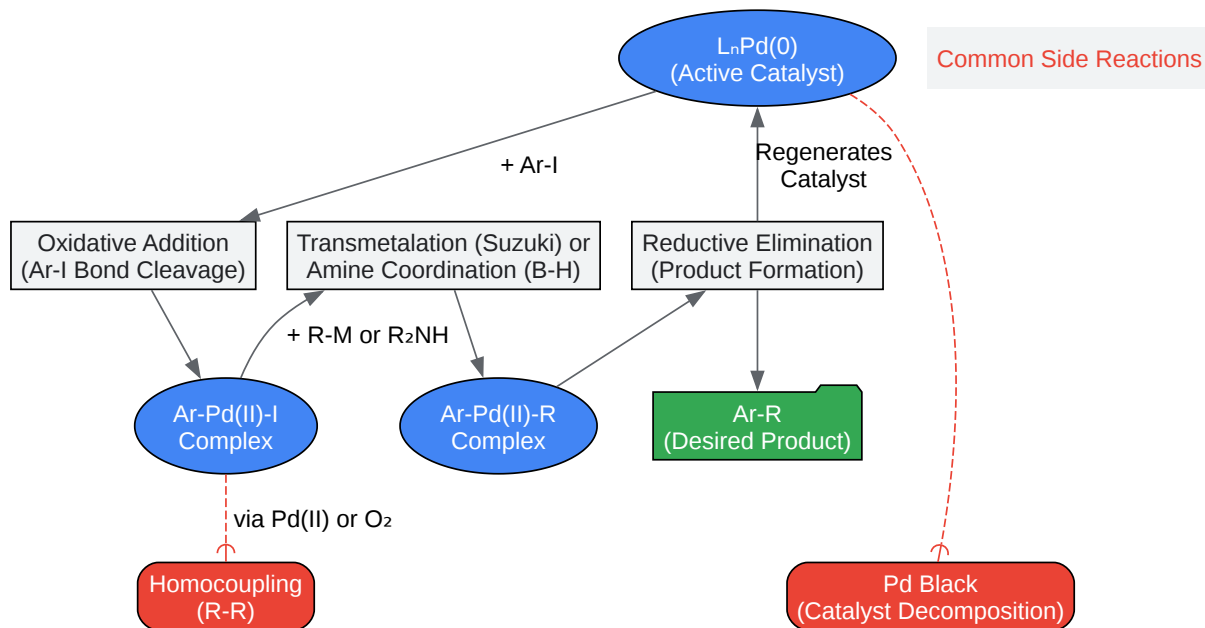 LₙPd(0)
(Active Catalyst)
Common Side Reactions
+ Ar-I
Regenerates
Catalyst
Oxidative Addition
(Ar-I Bond Cleavage)
Transmetalation (Suzuki) or
Amine Coordination (B-H)
Reductive Elimination
(Product Formation)
+ R-M or R₂NH
Ar-Pd(II)-I
Complex
Ar-Pd(II)-R
Complex
Ar-R
(Desired Product)
via Pd(II) or O₂
Homocoupling
(R-R)
Pd Black
(Catalyst Decomposition)